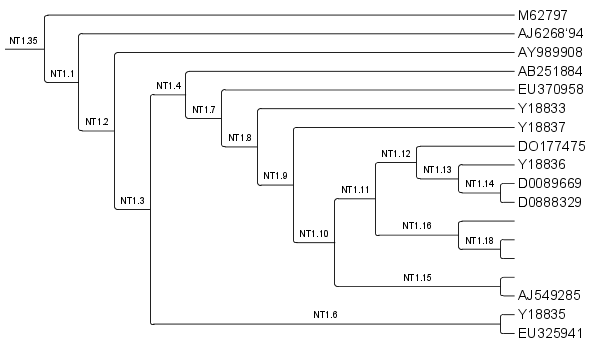 M62797
NT1.35
AJ6268'94
NT1.1
AY989908
AB251884
NT1.4
EU370958
NT1.7
Y18833
NT1.2
Y18837
NT1.8
DO177475
NT1.12
Y18836
NT1.13
NT1.9
D0089669
NT1.14
NT1.11
D0888329
NT1.3
NT1.16
NT1.10
NT1.18
NT1.15
AJ549285
NT1.6
Y18835
EU325941